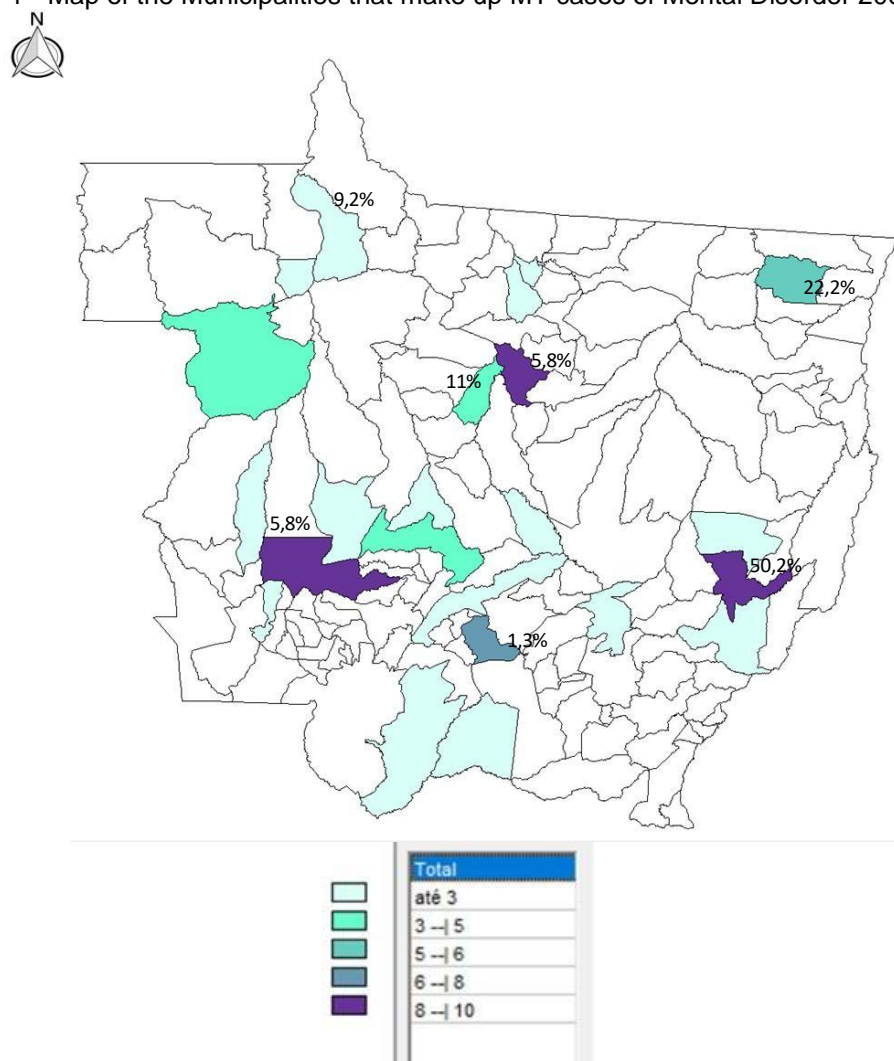 Map of the Municipalities that make up MT cases of Mental Disorder
N
9,2%
22,2%
5,8%
11%
5,8%
50,2%
1,3%
Total
até 3
3 --| 5
5 --| 6
6 --| 8
8 --| 10